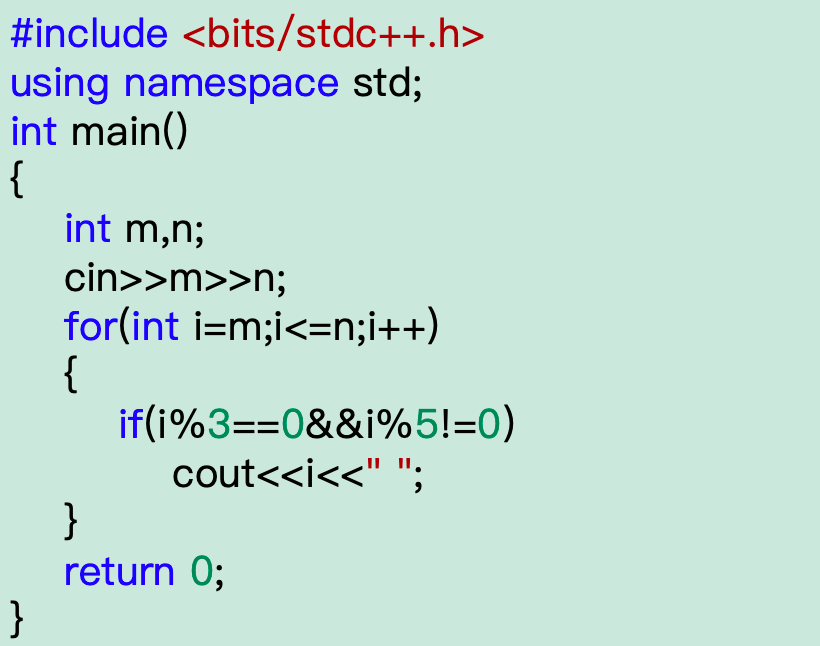 #include <bits/stdc++.h>
using namespace std;
int main()
{
    int m,n;
    cin>>m>>n;
    for(int i=m;i<=n;i++)
    {
        if(i%3==0&&i%5!=0)
            cout<<i<<" ";
    }
    return 0;
}